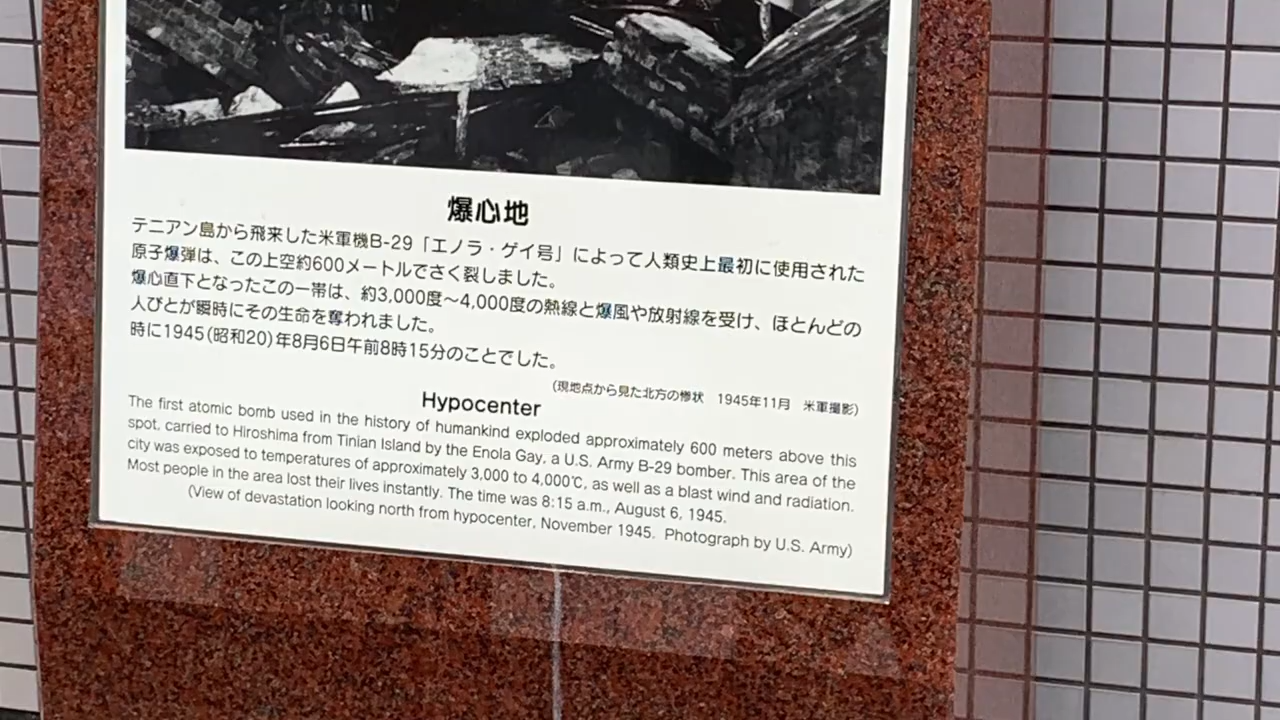 爆心地
テニアン島から飛来した米軍機B-29「エノラ・ゲイ号」によって人類史上最初に使用された
原子爆弾は、この上空約600メートルでさく裂しました。
爆心直下となったこの一帯は、約3,000度～4,000度の熱線と爆風や放射線を受け、ほとんどの
人びとが瞬時にその生命を奪われました。
時に1945(昭和20)年8月6日午前8時15分のことでした。
(現地点から見た北方の惨状　1945年11月　米軍撮影)
Hypocenter
The first atomic bomb used in the history of humankind exploded approximately 600 meters above this
spot, carried to Hiroshima from Tinian Island by the Enola Gay, a U.S. Army B-29 bomber. This area of the
city was exposed to temperatures of approximately 3,000 to 4,000℃, as well as a blast wind and radiation.
Most people in the area lost their lives instantly. The time was 8:15 a.m., August 6, 1945.
(View of devastation looking north from hypocenter, November 1945. Photograph by U.S. Army)